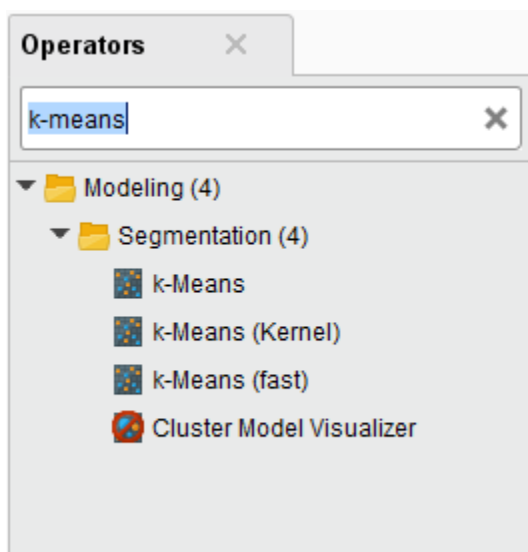 Operators
k-means
Modeling (4)
Segmentation (4)
k-Means
k-Means (Kernel)
k-Means (fast)
Cluster Model Visualizer